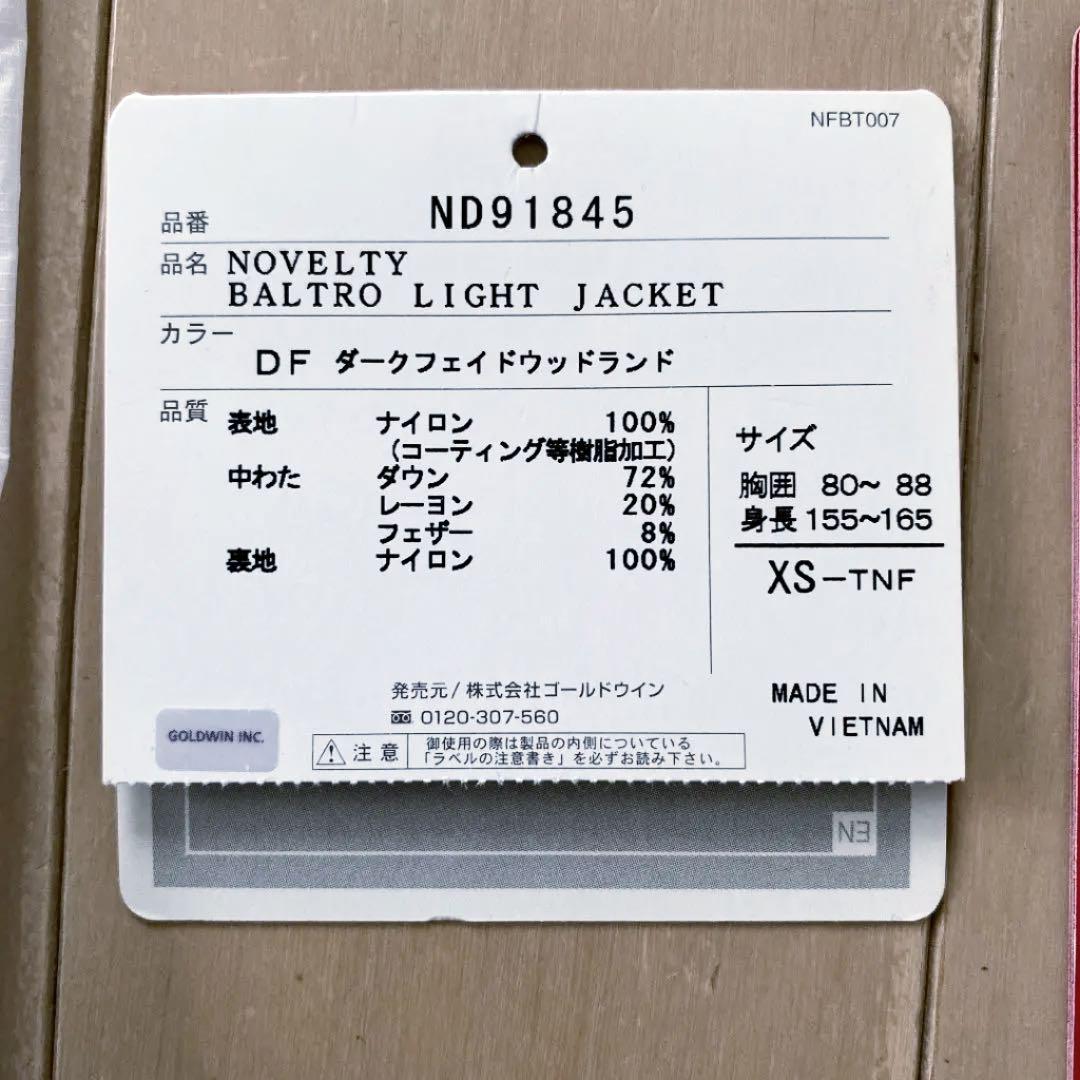 NFBT007
品番 ND91845
品名 NOVELTY
BALTRO LIGHT JACKET
カラー
DF ダークフェイドウッドランド
品質 表地 ナイロン 100%
(コーティング等樹脂加工)
中わた ダウン 72%
レーヨン 20%
フェザー 8%
裏地 ナイロン 100%
サイズ
胸囲 80~ 88
身長 155~165
XS-TNF
発売元/株式会社ゴールドウイン
0120-307-560
GOLDWIN INC.
注意 御使用の際は製品の内側についている
「ラベルの注意書き」を必ずお読み下さい。
MADE IN
VIETNAM
EN